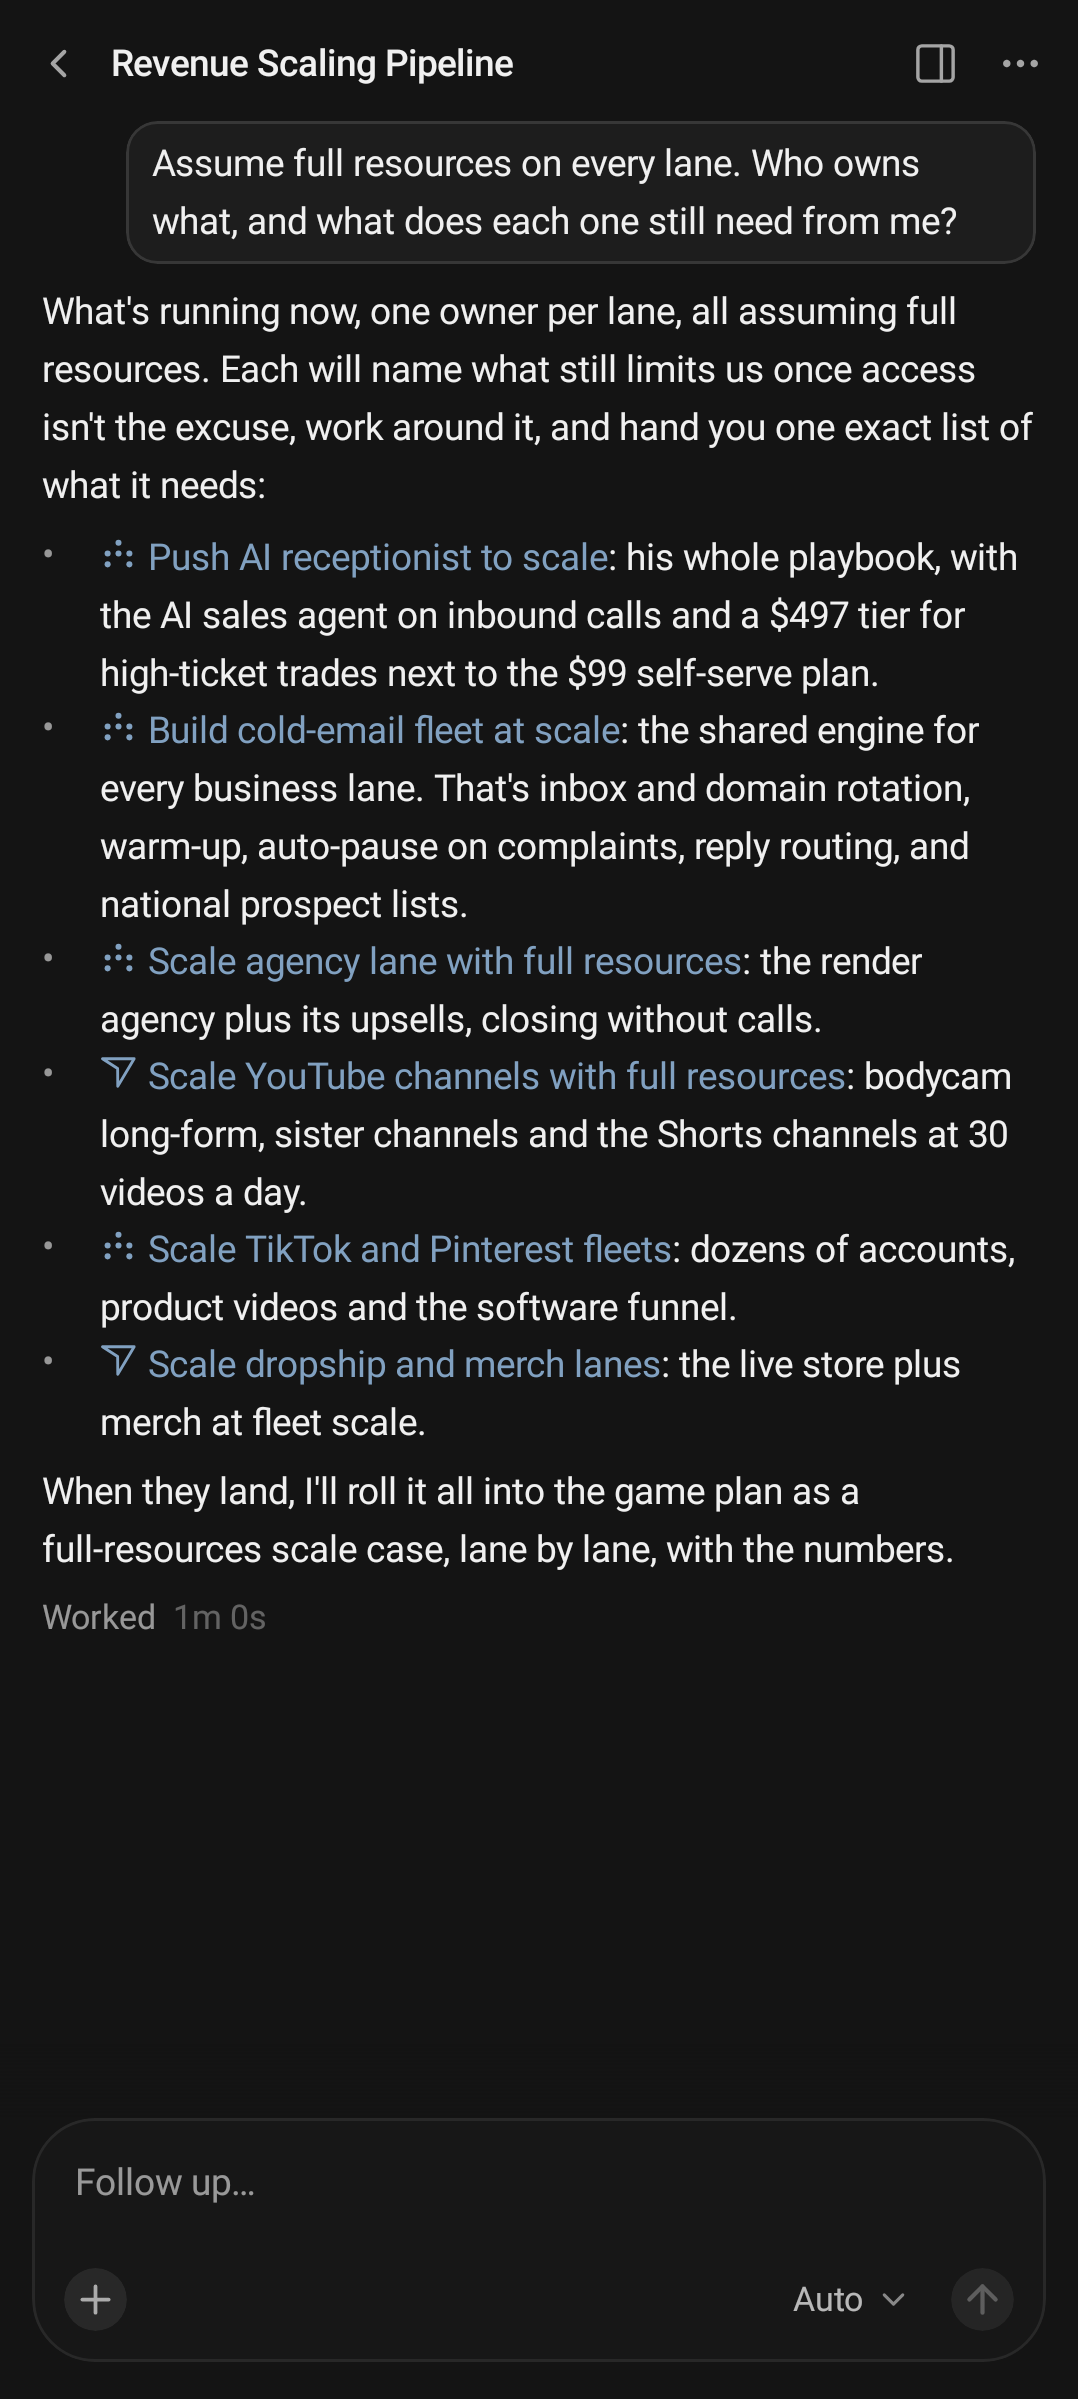 Revenue Scaling Pipeline
Assume full resources on every lane. Who owns
what, and what does each one still need from me?
What's running now, one owner per lane, all assuming full
resources. Each will name what still limits us once access
isn't the excuse, work around it, and hand you one exact list of
what it needs:
• Push AI receptionist to scale: his whole playbook, with
the AI sales agent on inbound calls and a $497 tier for
high-ticket trades next to the $99 self-serve plan.
• Build cold-email fleet at scale: the shared engine for
every business lane. That's inbox and domain rotation,
warm-up, auto-pause on complaints, reply routing, and
national prospect lists.
• Scale agency lane with full resources: the render
agency plus its upsells, closing without calls.
• Scale YouTube channels with full resources: bodycam
long-form, sister channels and the Shorts channels at 30
videos a day.
• Scale TikTok and Pinterest fleets: dozens of accounts,
product videos and the software funnel.
• Scale dropship and merch lanes: the live store plus
merch at fleet scale.
When they land, I'll roll it all into the game plan as a
full-resources scale case, lane by lane, with the numbers.
Worked 1m 0s
Follow up...
Auto